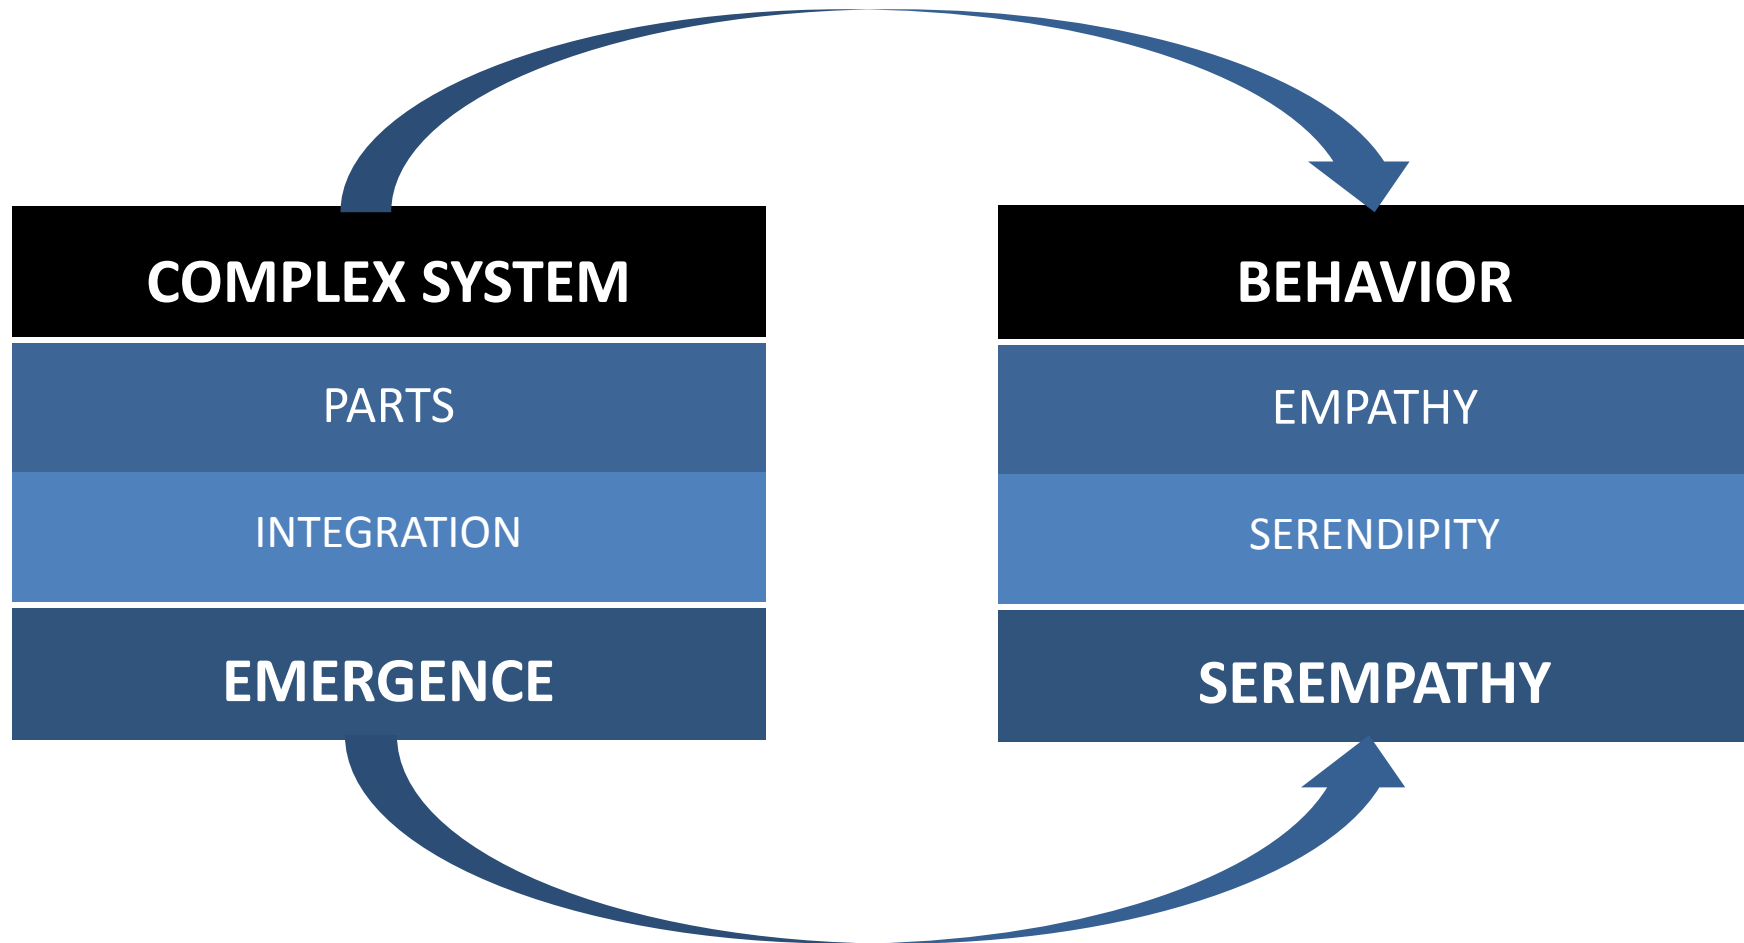 COMPLEX SYSTEM
PARTS
INTEGRATION
EMERGENCE
BEHAVIOR
EMPATHY
SERENDIPITY
SEREMPATHY